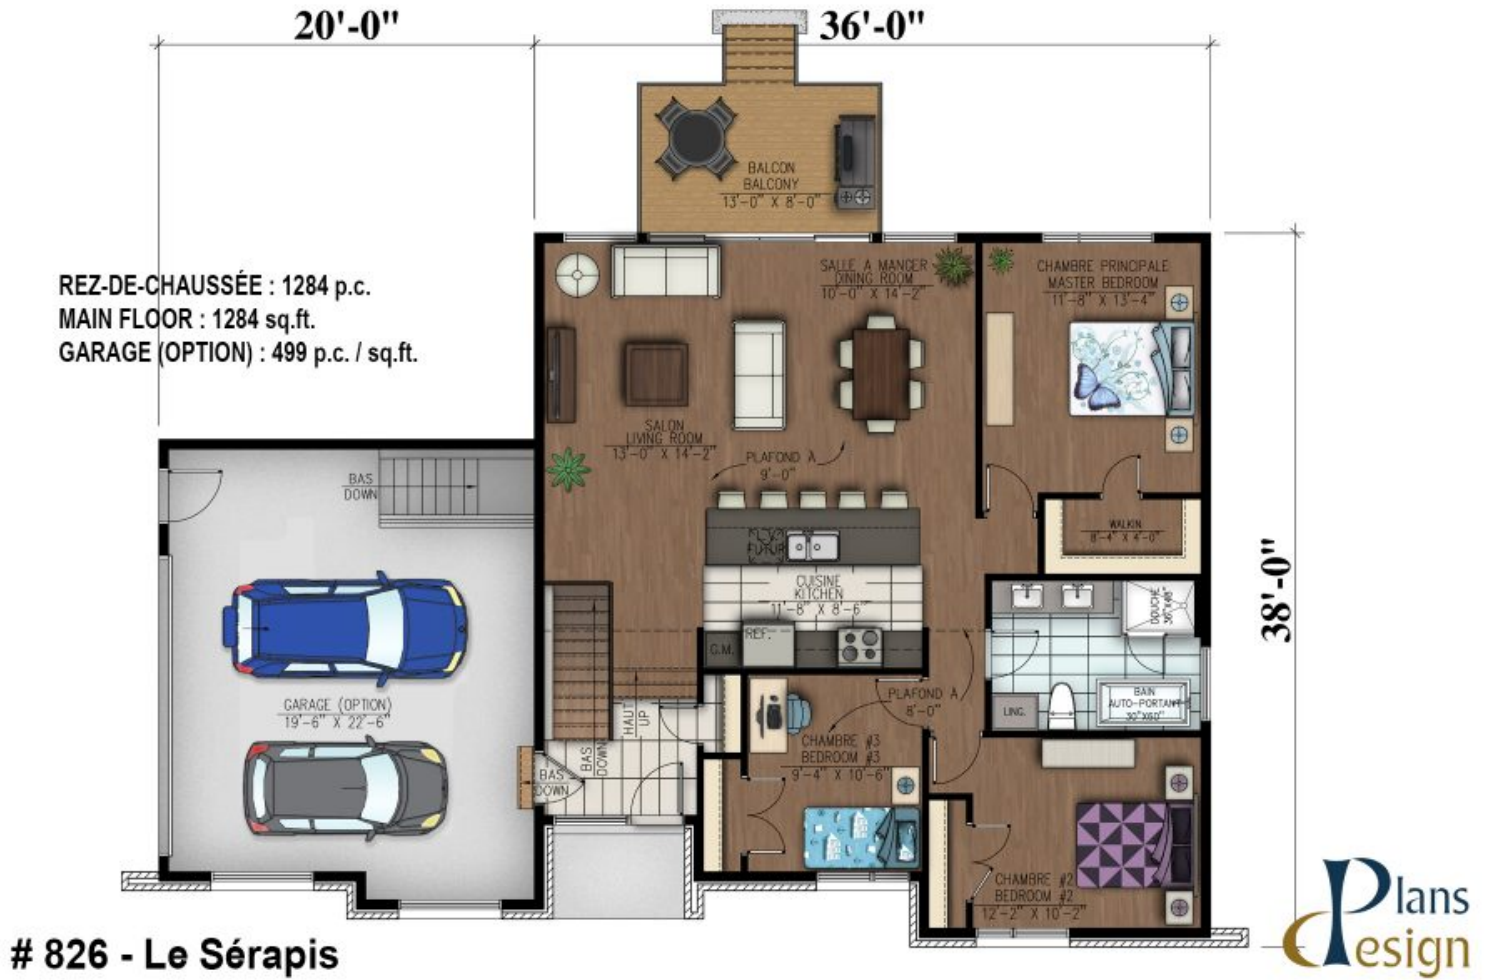 20'-0"
36'-0"
BALCON
BALCONY
13'-0" X 8'-0"
REZ-DE-CHAUSSÉE : 1284 p.c.
MAIN FLOOR : 1284 sq.ft.
GARAGE (OPTION) : 499 p.c. / sq.ft.
SALLE A MANGER
DINING ROOM
10'-0" X 14'-2"
CHAMBRE PRINCIPALE
MASTER BEDROOM
11'-8" X 13'-4"
SALON
LIVING ROOM
13'-0" X 14'-2"
PLAFOND À
9'-0"
BAS
DOWN
WALKIN
8'-4" X 4'-0"
FUTUR
CUISINE
KITCHEN
11'-8" X 8'-6"
DOUCHE
36"X48"
38'-0"
REF.
G.M.
GARAGE (OPTION)
19'-6" X 22'-6"
HAUT
UP
PLAFOND À
8'-0"
LING.
BAIN
AUTO-PORTANT
30"X60"
BAS
DOWN
BAS
DOWN
CHAMBRE #3
BEDROOM #3
9'-4" X 10'-6"
CHAMBRE #2
BEDROOM #2
12'-2" X 10'-2"
# 826 - Le Sérapis
Plans
Design